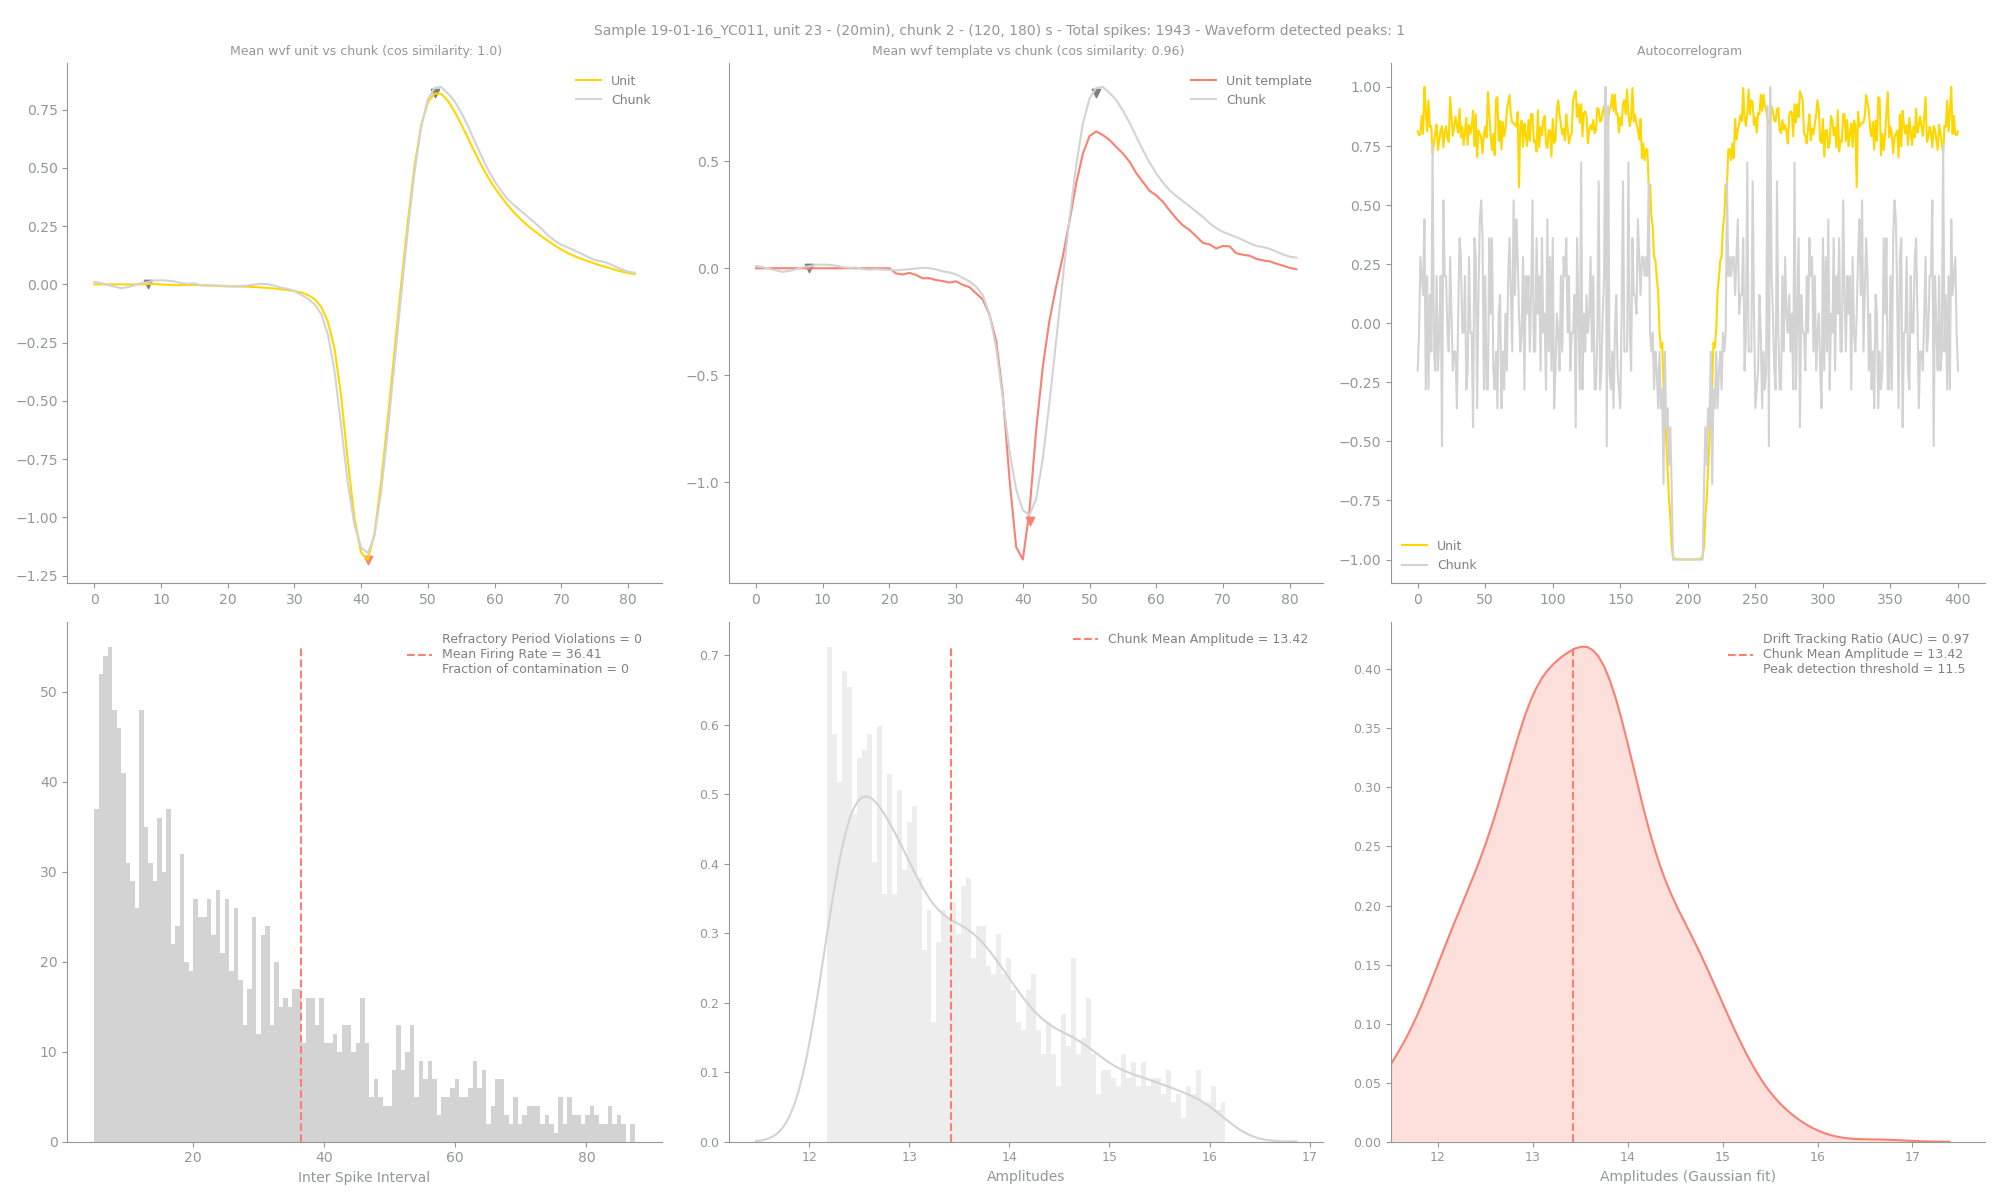 Sample 19-01-16_YC011, unit 23 - (20min), chunk 2 - (120, 180) s - Total spikes: 1943 - Waveform detected peaks: 1
Mean wvf unit vs chunk (cos similarity: 1.0)
Unit
Chunk
0.75
0.50
0.25
0.00
−0.25
−0.50
−0.75
−1.00
−1.25
0 10 20 30 40 50 60 70 80
Mean wvf template vs chunk (cos similarity: 0.96)
Unit template
Chunk
0.5
0.0
−0.5
−1.0
0 10 20 30 40 50 60 70 80
Autocorrelogram
1.00
0.75
0.50
0.25
0.00
−0.25
−0.50
−0.75
−1.00
Unit
Chunk
0 50 100 150 200 250 300 350 400
Refractory Period Violations = 0
Mean Firing Rate = 36.41
Fraction of contamination = 0
50
40
30
20
10
0
20 40 60 80
Inter Spike Interval
Chunk Mean Amplitude = 13.42
0.7
0.6
0.5
0.4
0.3
0.2
0.1
0.0
12 13 14 15 16 17
Amplitudes
Drift Tracking Ratio (AUC) = 0.97
Chunk Mean Amplitude = 13.42
Peak detection threshold = 11.5
0.40
0.35
0.30
0.25
0.20
0.15
0.10
0.05
0.00
12 13 14 15 16 17
Amplitudes (Gaussian fit)